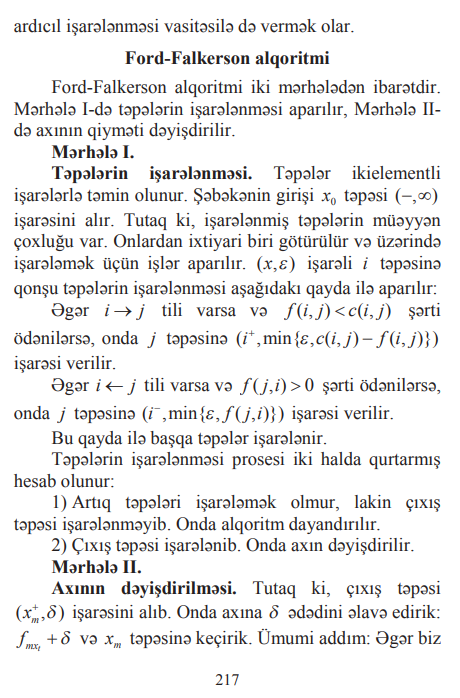 ardıcıl işarələnməsi vasitəsilə də vermək olar.
Ford-Falkerson alqoritmi
Ford-Falkerson alqoritmi iki mərhələdən ibarətdir.
Mərhələ I-də təpələrin işarələnməsi aparılır, Mərhələ II-
də axının qiyməti dəyişdirilir.
Mərhələ I.
Təpələrin işarələnməsi. Təpələr ikielementli
işarələrlə təmin olunur. Şəbəkənin girişi x₀ təpəsi (−,∞)
işarəsini alır. Tutaq ki, işarələnmiş təpələrin müəyyən
çoxluğu var. Onlardan ixtiyari biri götürülür və üzərində
işarələmək üçün işlər aparılır. (x,ε) işarəli i təpəsinə
qonşu təpələrin işarələnməsi aşağıdakı qayda ilə aparılır:
Əgər i → j tili varsa və f(i, j) < c(i, j) şərti
ödənilərsə, onda j təpəsinə (i⁺, min{ε, c(i, j) − f(i, j)})
işarəsi verilir.
Əgər i ← j tili varsa və f(j,i) > 0 şərti ödənilərsə,
onda j təpəsinə (i⁻, min{ε, f(j,i)}) işarəsi verilir.
Bu qayda ilə başqa təpələr işarələnir.
Təpələrin işarələnməsi prosesi iki halda qurtarmış
hesab olunur:
1) Artıq təpələri işarələmək olmur, lakin çıxış
təpəsi işarələnməyib. Onda alqoritm dayandırılır.
2) Çıxış təpəsi işarələnib. Onda axın dəyişdirilir.
Mərhələ II.
Axının dəyişdirilməsi. Tutaq ki, çıxış təpəsi
(xₘ⁺,δ) işarəsini alıb. Onda axına δ ədədini əlavə edirik:
f_{mx_t} + δ və xₘ təpəsinə keçirik. Ümumi addım: Əgər biz
217